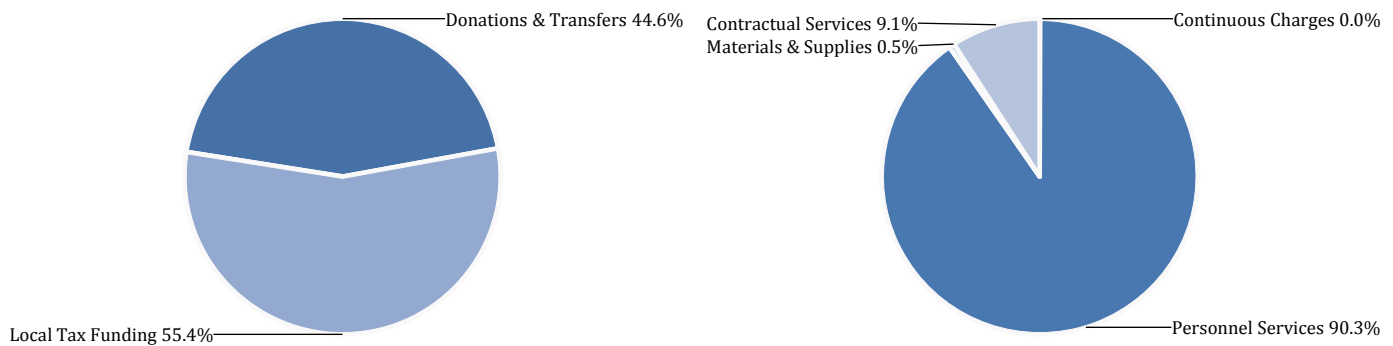 Donations & Transfers 44.6%
Local Tax Funding 55.4%
Contractual Services 9.1%
Materials & Supplies 0.5%
Continuous Charges 0.0%
Personnel Services 90.3%